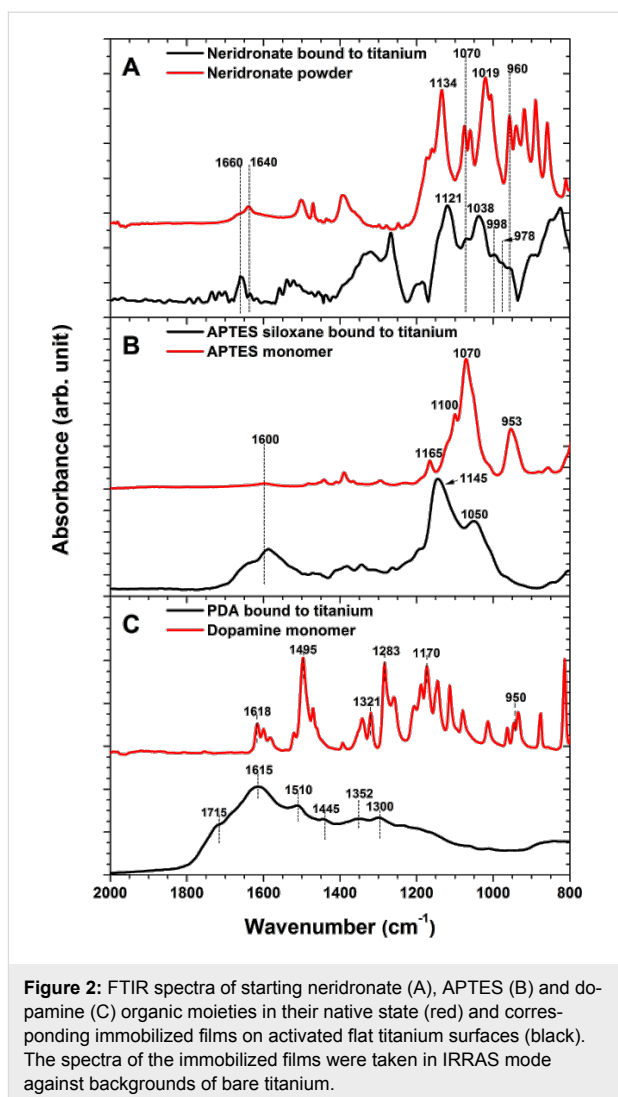 A
Neridronate bound to titanium
Neridronate powder
1070
1134
1019
960
1660
1640
1121
1038
998
978
B
APTES siloxane bound to titanium
APTES monomer
1070
1100
953
1600
1165
1145
1050
C
PDA bound to titanium
Dopamine monomer
1495
1283
1170
1618
1321
950
1615
1715
1510
1445
1352
1300
Absorbance (arb. unit)
2000 1800 1600 1400 1200 1000 800
Wavenumber (cm⁻¹)
Figure 2: FTIR spectra of starting neridronate (A), APTES (B) and do-
pamine (C) organic moieties in their native state (red) and corres-
ponding immobilized films on activated flat titanium surfaces (black).
The spectra of the immobilized films were taken in IRRAS mode
against backgrounds of bare titanium.